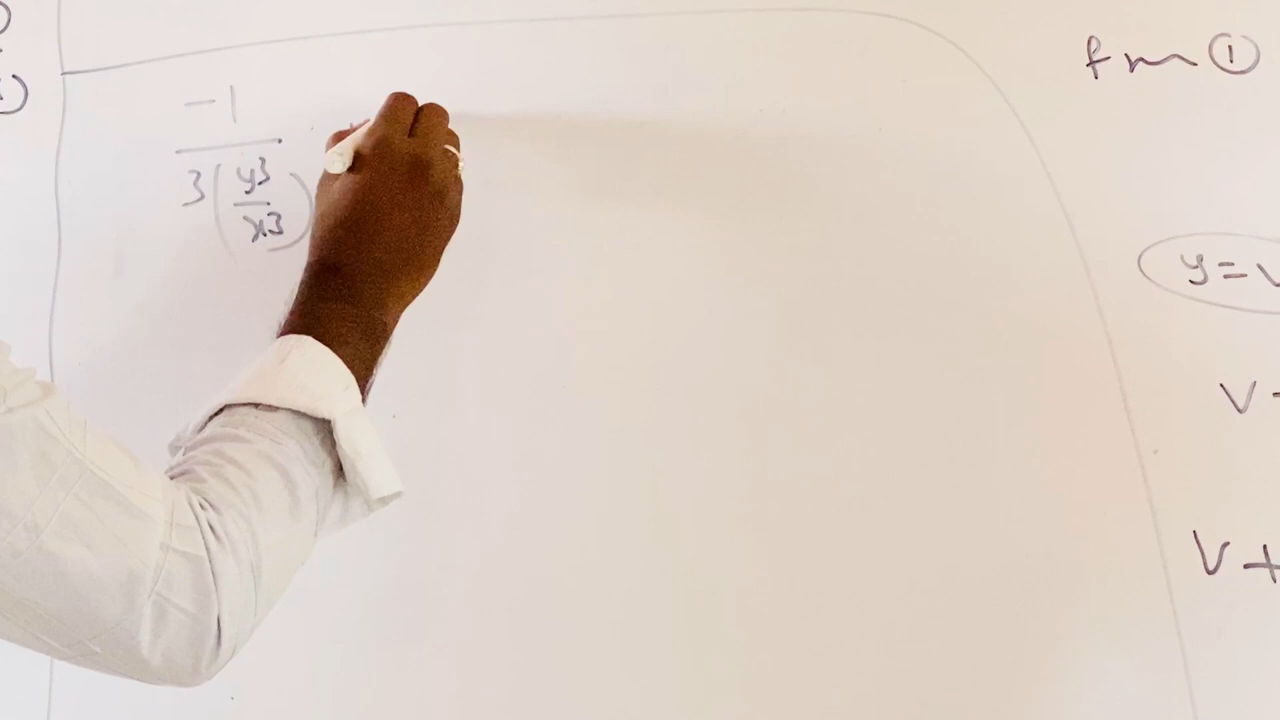 -1
3(y3
x3)
fm ①
y = v
v -
v +